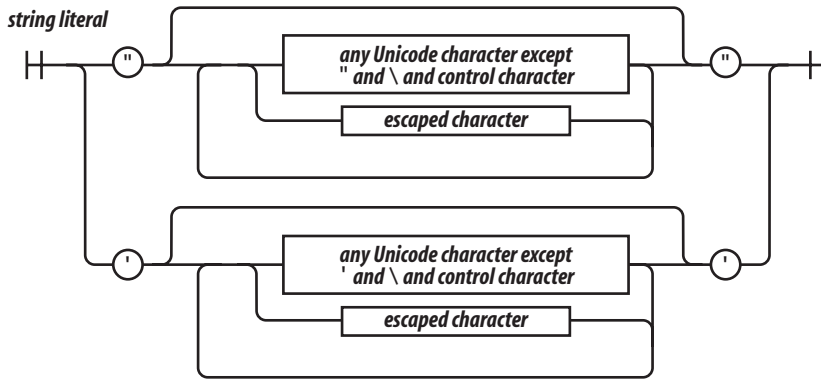 string literal
" any Unicode character except "
" and \ and control character
escaped character
' any Unicode character except '
' and \ and control character
escaped character